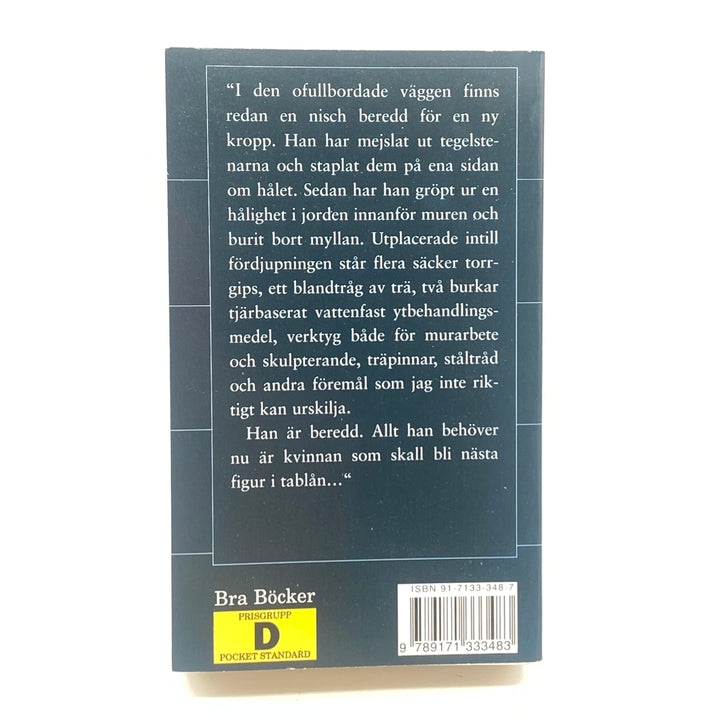 “I den ofullbordade väggen finns
redan en nisch beredd för en ny
kropp. Han har mejslat ut tegelste-
narna och staplat dem på ena sidan
om hålet. Sedan har han gröpt ur en
hålighet i jorden innanför muren och
burit bort myllan. Utplacerade intill
fördjupningen står flera säcker torr-
gips, ett blandtråg av trä, två burkar
tjärbaserat vattenfast ytbehandlings-
medel, verktyg både för murarbete
och skulpterande, träpinnar, ståltråd
och andra föremål som jag inte rik-
tigt kan urskilja.
Han är beredd. Allt han behöver
nu är kvinnan som skall bli nästa
figur i tablån...“
Bra Böcker
PRISGRUPP
D
POCKET STANDARD
ISBN 91-7133-348-7
9 789171 333483